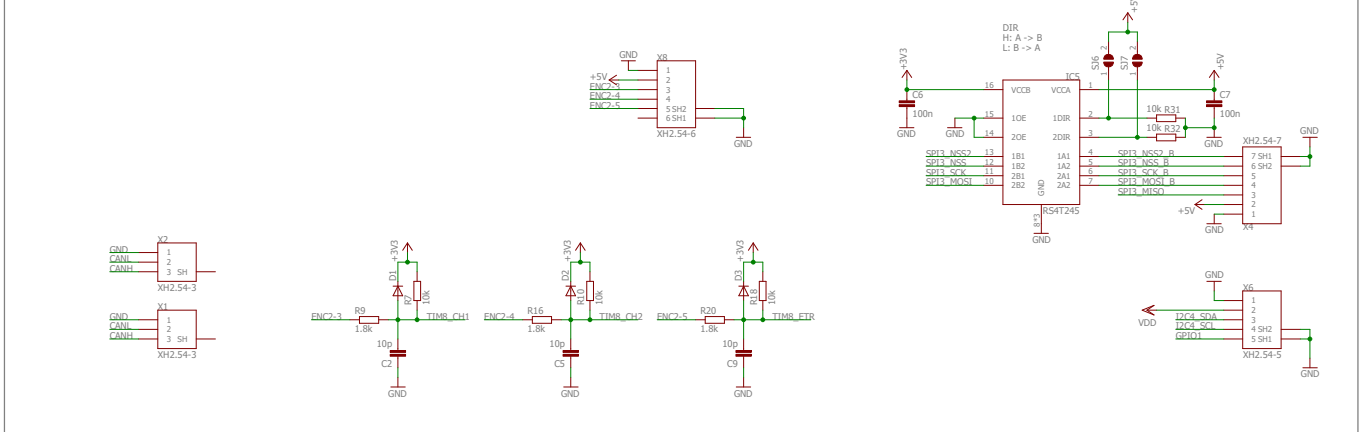 +5V
DIR
H: A -> B
L: B -> A
SJ6
1
2
SJ7
1
2
+3V3
C6
100n
GND
GND
IC5
16 VCCB
VCCA 1
15 1OE
1DIR 2
14 2OE
2DIR 3
13 1B1
1A1 4
12 1B2
1A2 5
11 2B1
2A1 6
10 2B2
2A2 7
GND
RS4T245
8*3
GND
SPI3_NSS2
SPI3_NSS
SPI3_SCK
SPI3_MOSI
10k R31
10k R32
+5V
C7
100n
GND
SPI3_NSS2_B
SPI3_NSS_B
SPI3_SCK_B
SPI3_MOSI_B
SPI3_MISO
+5V
GND
XH2.54-7
7 SH1
6 SH2
5
4
3
2
1
X4
GND
GND
X8
+5V
ENC2-3
ENC2-4
ENC2-5
1
2
3
4
5 SH2
6 SH1
XH2.54-6
GND
X2
GND
CANL
CANH
1
2
3 SH
XH2.54-3
X1
GND
CANL
CANH
1
2
3 SH
XH2.54-3
+3V3
D1
R7
10k
ENC2-3
R9
1.8k
TIM8_CH1
10p
C2
GND
+3V3
D2
R10
10k
ENC2-4
R16
1.8k
TIM8_CH2
10p
C5
GND
+3V3
D3
R18
10k
ENC2-5
R20
1.8k
TIM8_ETR
10p
C9
GND
GND
X6
VDD
I2C4_SDA
I2C4_SCL
GPIO1
1
2
3
4 SH2
5 SH1
XH2.54-5
GND